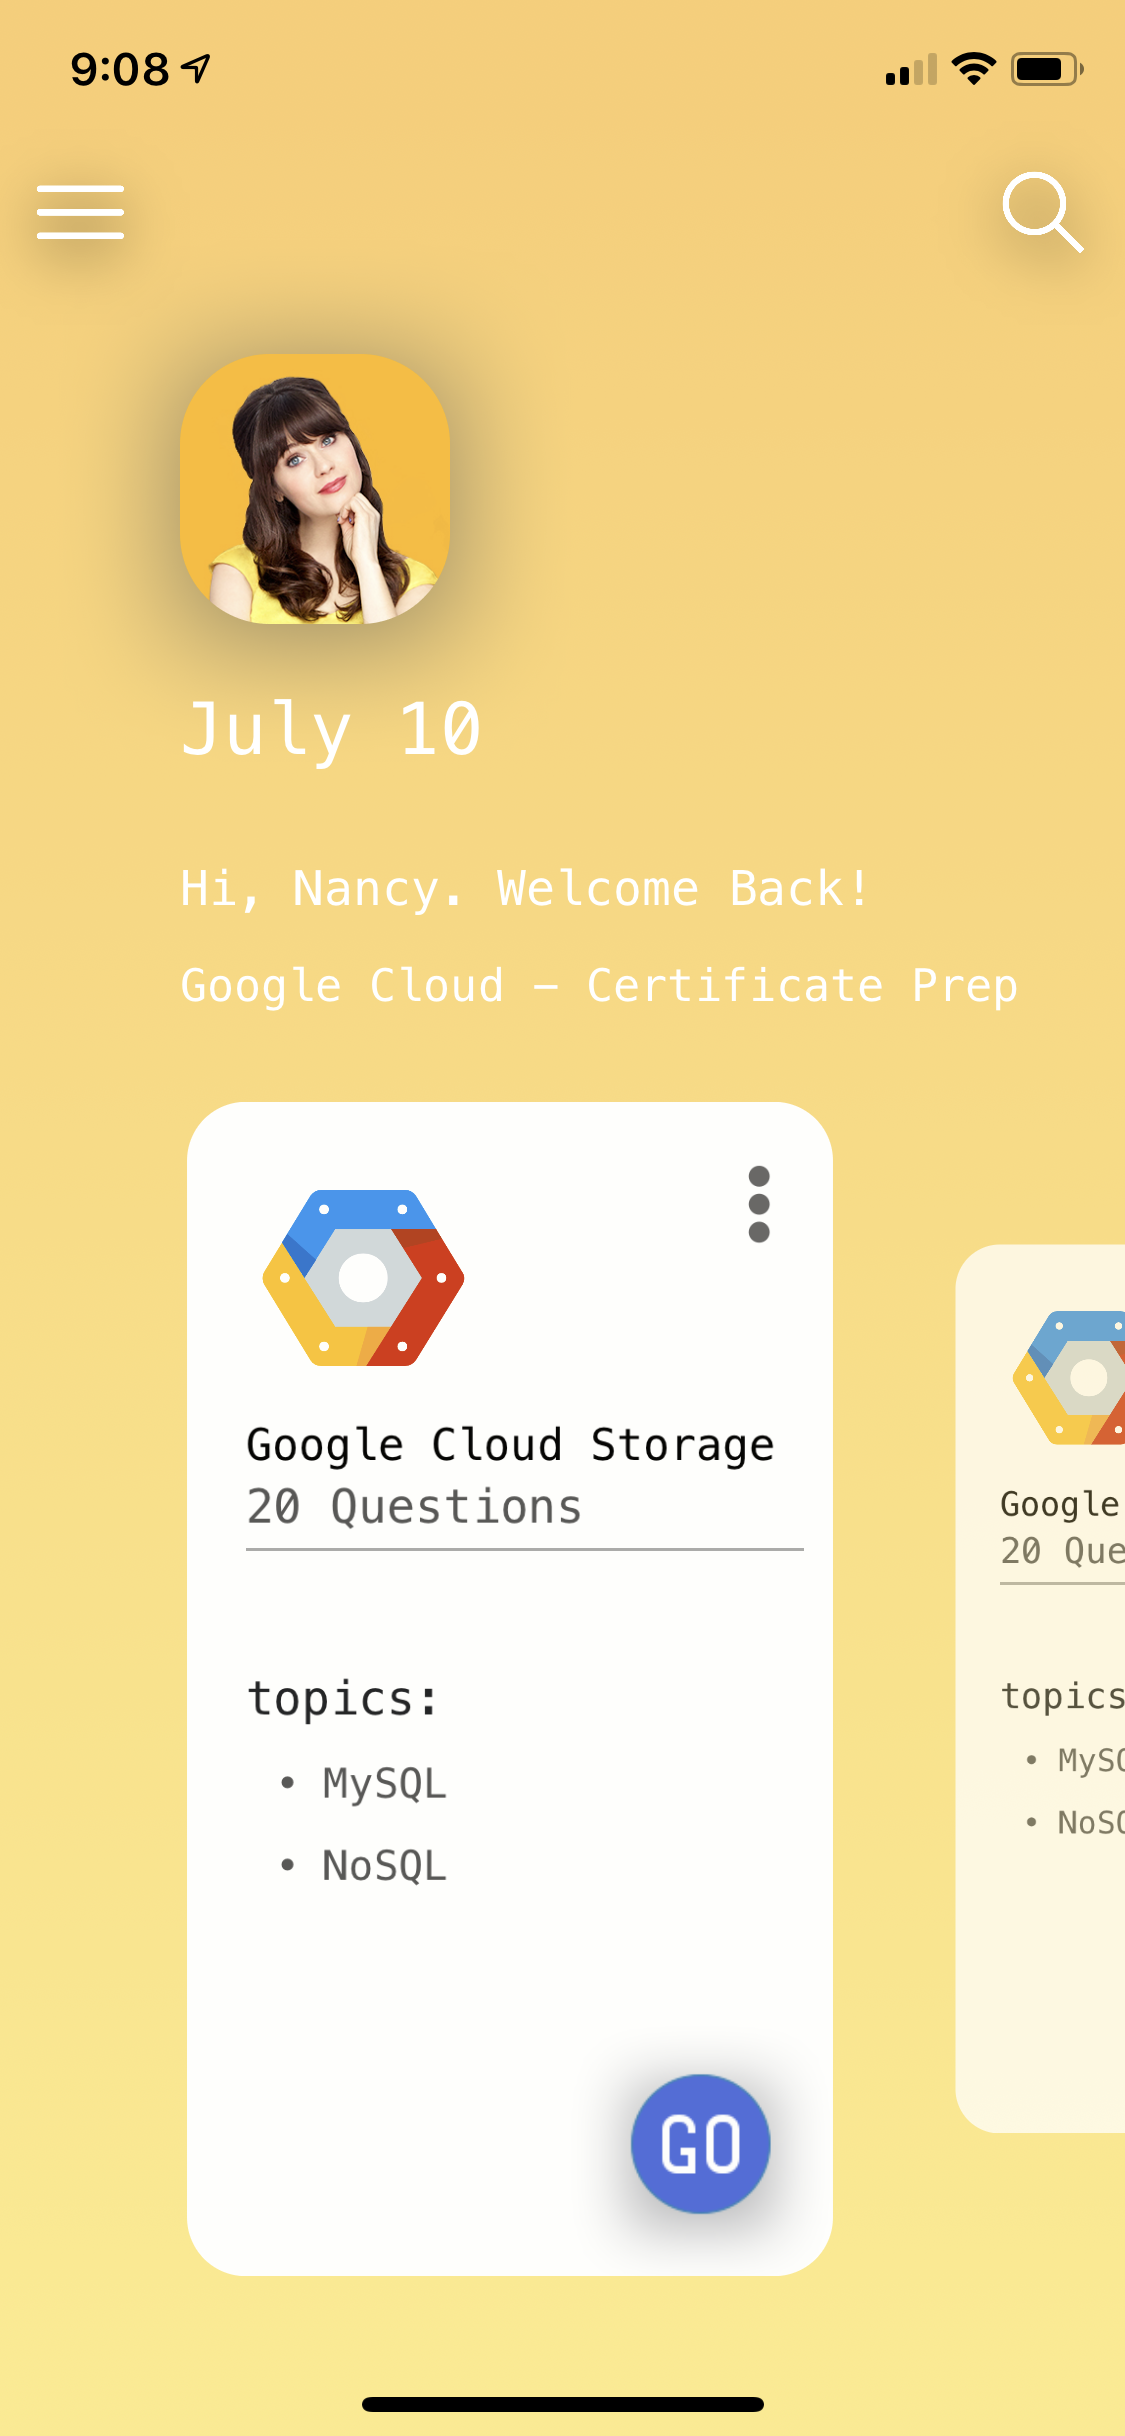 9:08
July 10
Hi, Nancy. Welcome Back!
Google Cloud – Certificate Prep
Google Cloud Storage
20 Questions
topics:
• MySQL
• NoSQL
GO
Google
20 Que
topics
• MySQ
• NoSQ